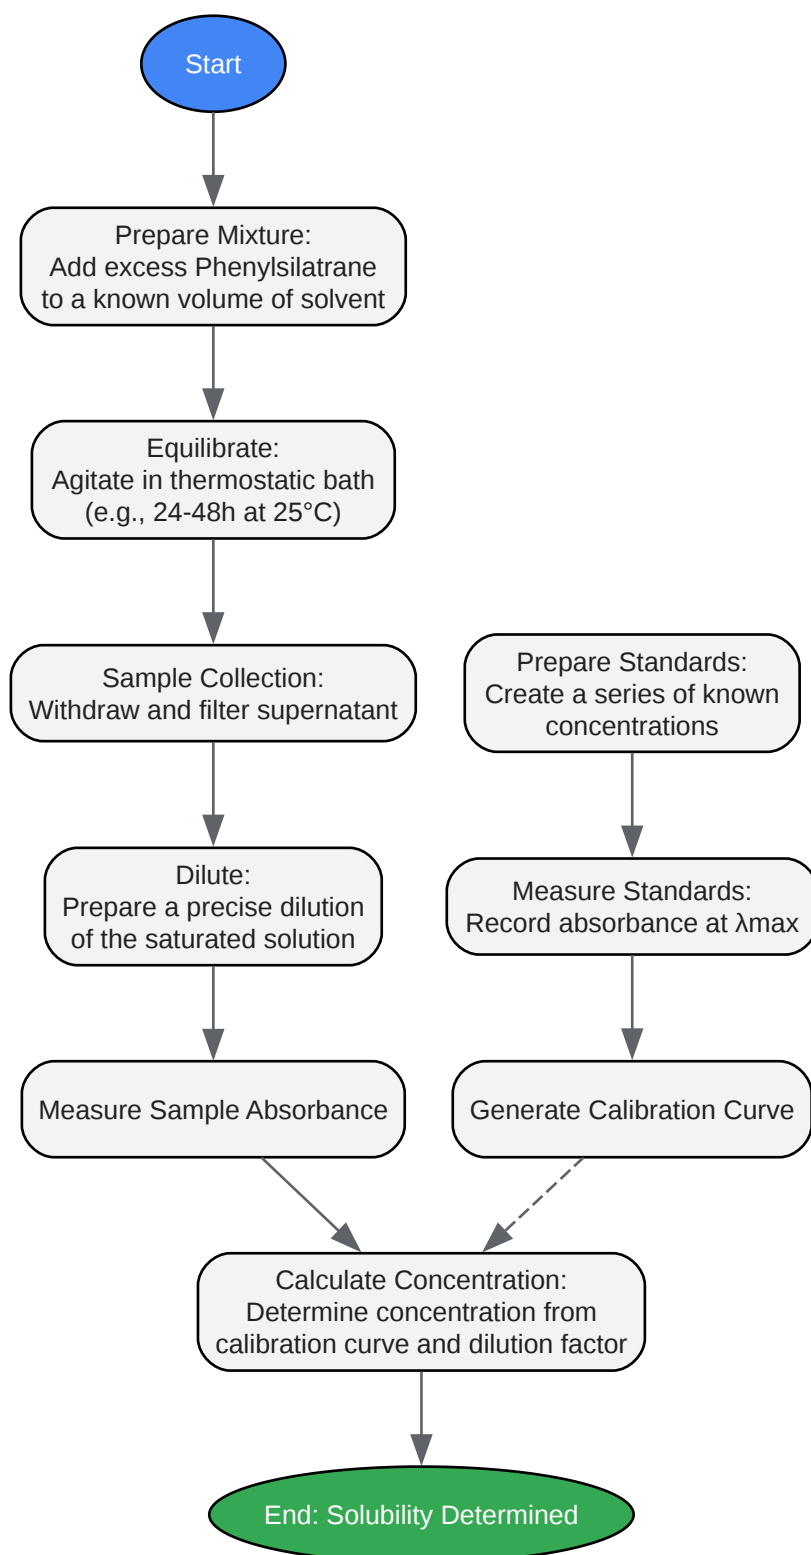 Start
Prepare Mixture:
Add excess Phenylsilatrane
to a known volume of solvent
Equilibrate:
Agitate in thermostatic bath
(e.g., 24-48h at 25°C)
Sample Collection:
Withdraw and filter supernatant
Prepare Standards:
Create a series of known
concentrations
Dilute:
Prepare a precise dilution
of the saturated solution
Measure Standards:
Record absorbance at λmax
Measure Sample Absorbance
Generate Calibration Curve
Calculate Concentration:
Determine concentration from
calibration curve and dilution factor
End: Solubility Determined